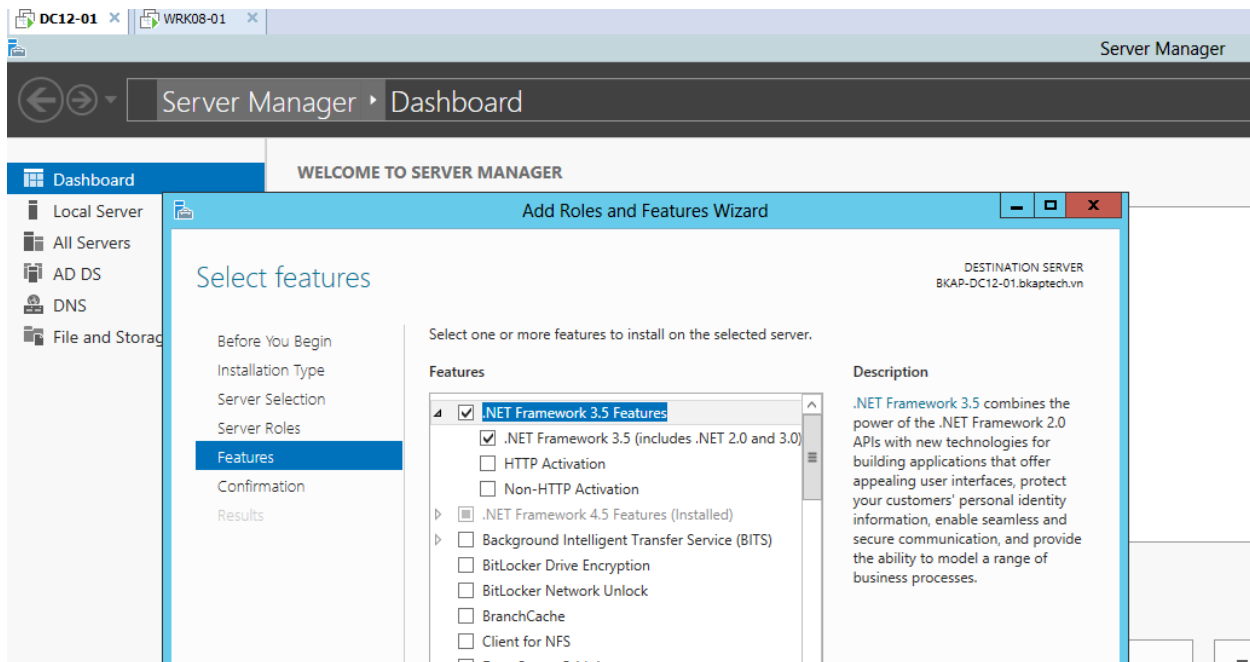 DC12-01
WRK08-01
Server Manager
Server Manager
Dashboard
Dashboard
Local Server
All Servers
AD DS
DNS
File and Storag
WELCOME TO SERVER MANAGER
Add Roles and Features Wizard
Select features
DESTINATION SERVER
BKAP-DC12-01.bkaptech.vn
Before You Begin
Installation Type
Server Selection
Server Roles
Features
Confirmation
Results
Select one or more features to install on the selected server.
Features
.NET Framework 3.5 Features
.NET Framework 3.5 (includes .NET 2.0 and 3.0)
HTTP Activation
Non-HTTP Activation
.NET Framework 4.5 Features (Installed)
Background Intelligent Transfer Service (BITS)
BitLocker Drive Encryption
BitLocker Network Unlock
BranchCache
Client for NFS
Description
.NET Framework 3.5 combines the
power of the .NET Framework 2.0
APIs with new technologies for
building applications that offer
appealing user interfaces, protect
your customers' personal identity
information, enable seamless and
secure communication, and provide
the ability to model a range of
business processes.